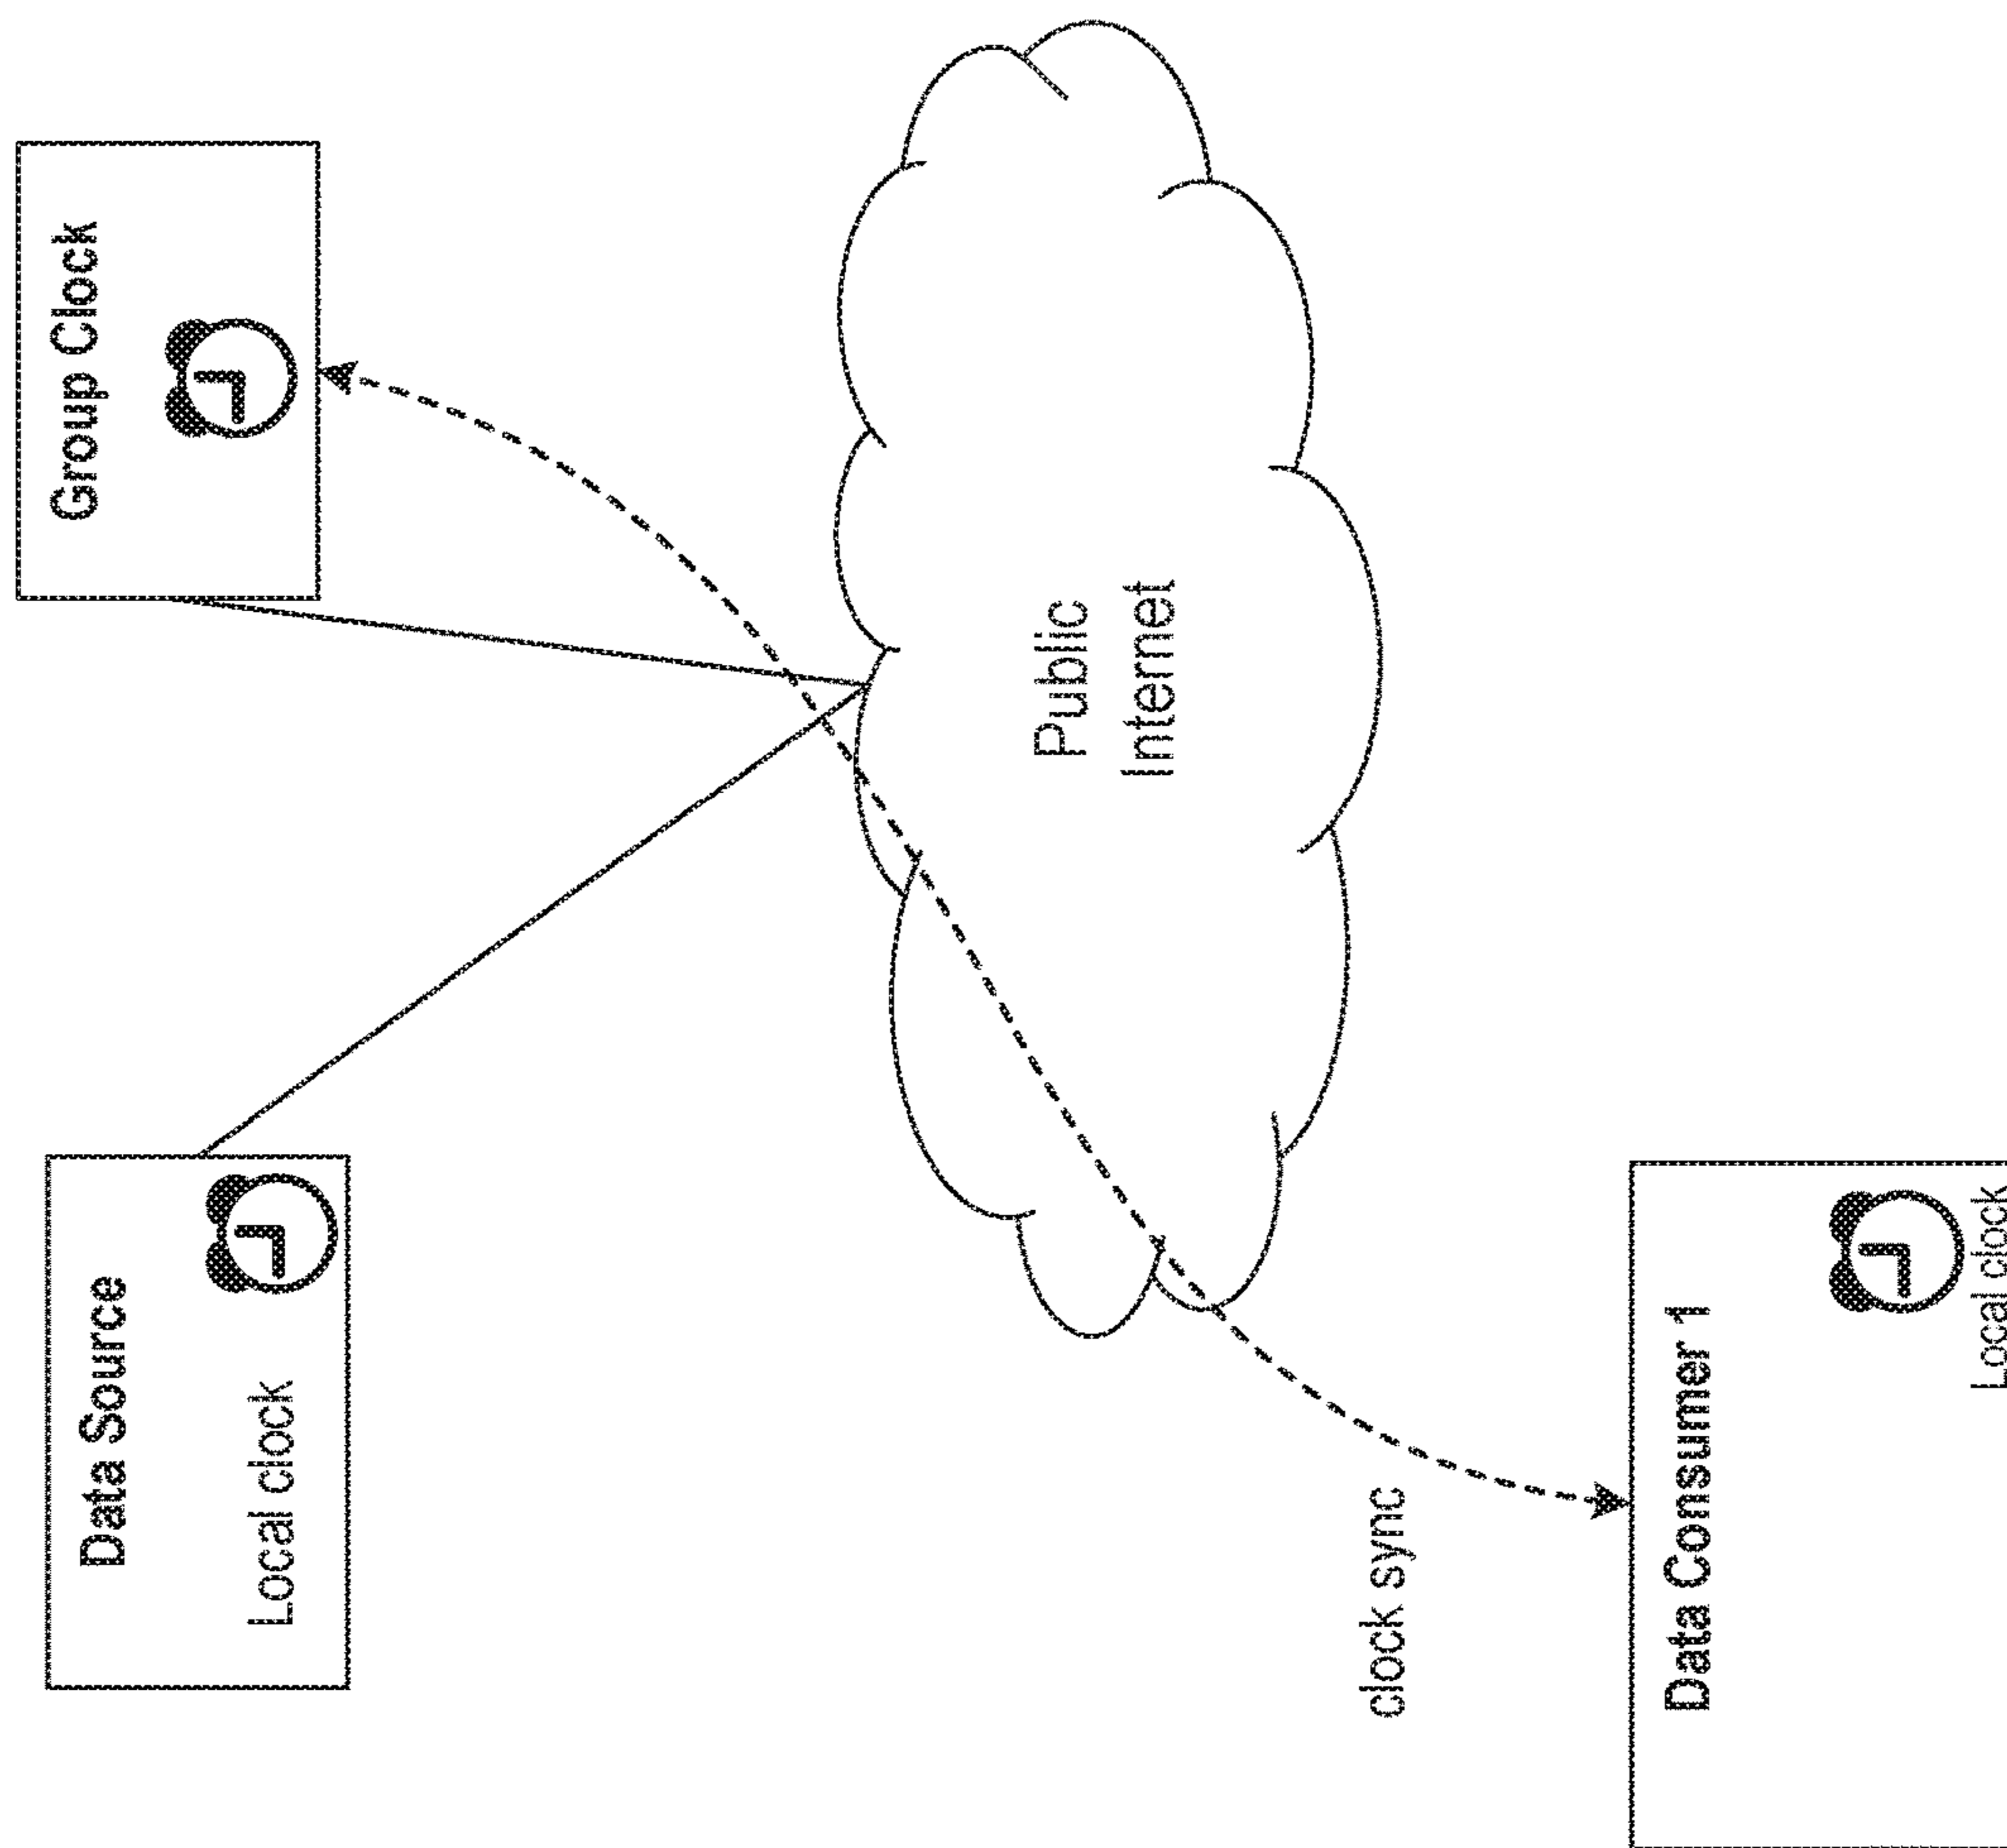 Data Source
Local clock
Group Clock
Public
Internet
clock sync
Data Consumer 1
Local clock